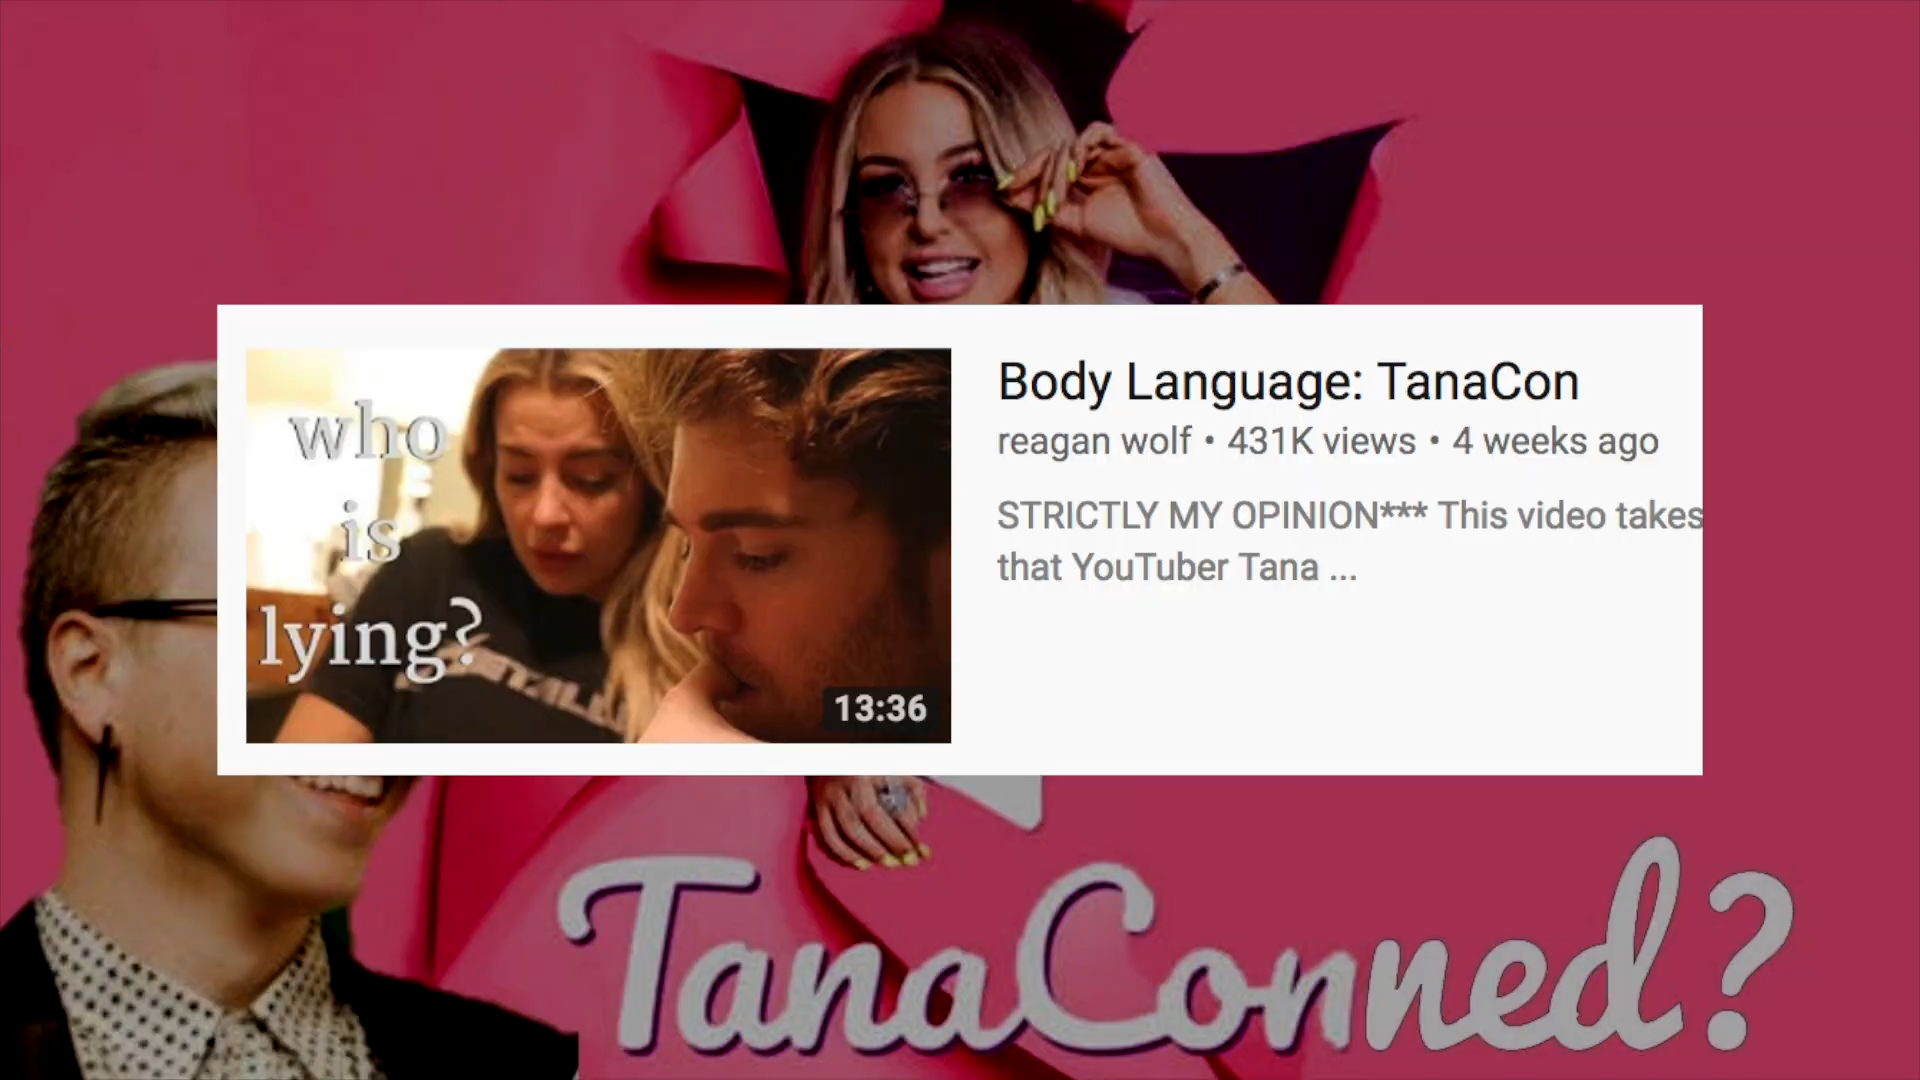 who
is
lying?
13:36
Body Language: TanaCon
reagan wolf • 431K views • 4 weeks ago
STRICTLY MY OPINION*** This video takes
that YouTuber Tana ...
TanaConned?